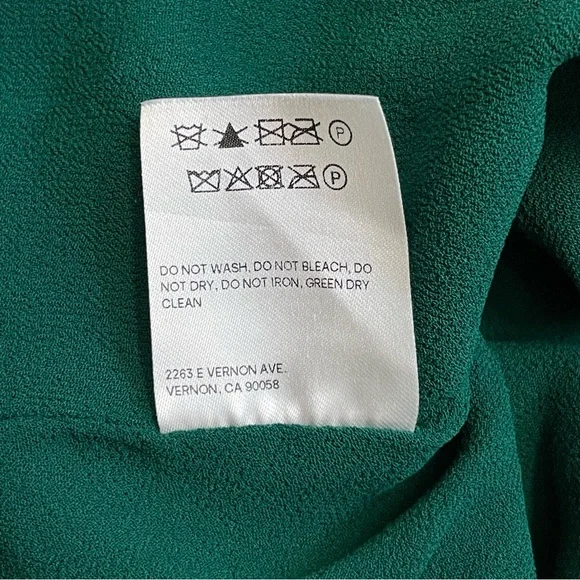 P
P
DO NOT WASH, DO NOT BLEACH, DO
NOT DRY, DO NOT IRON, GREEN DRY
CLEAN
2263 E VERNON AVE.
VERNON, CA 90058